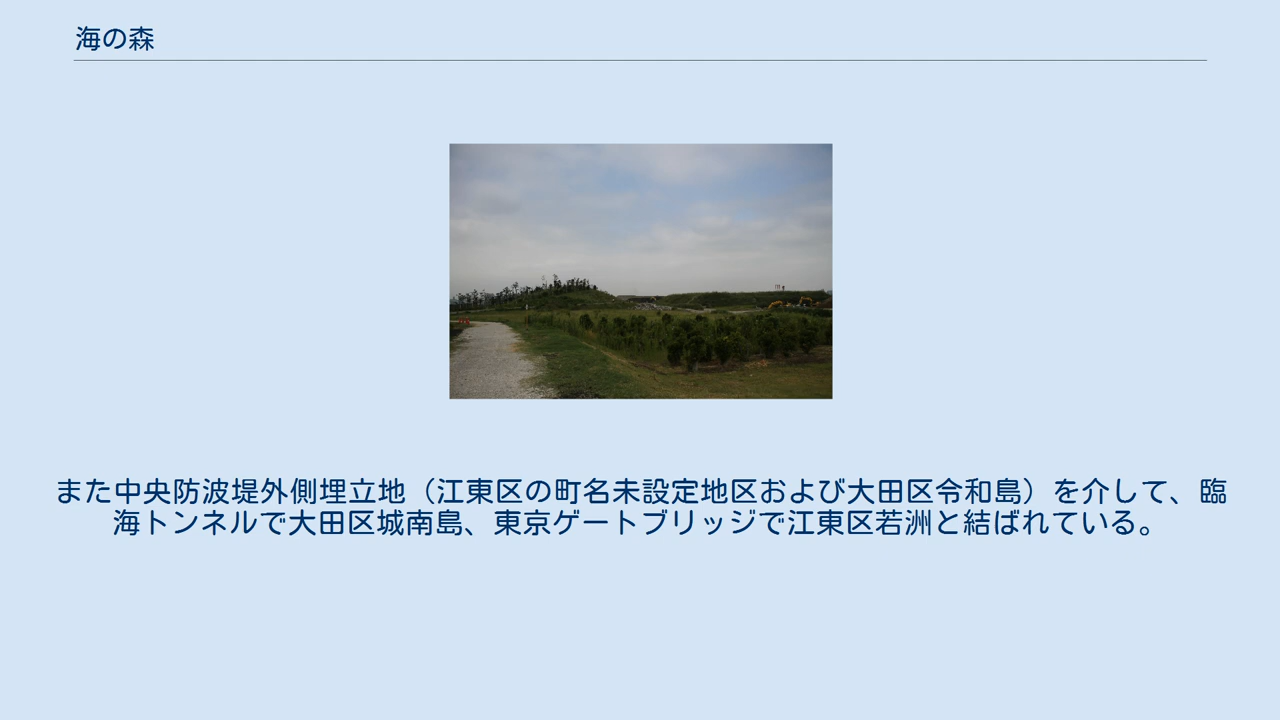 海の森
また中央防波堤外側埋立地（江東区の町名未設定地区および大田区令和島）を介して、臨
海トンネルで大田区城南島、東京ゲートブリッジで江東区若洲と結ばれている。